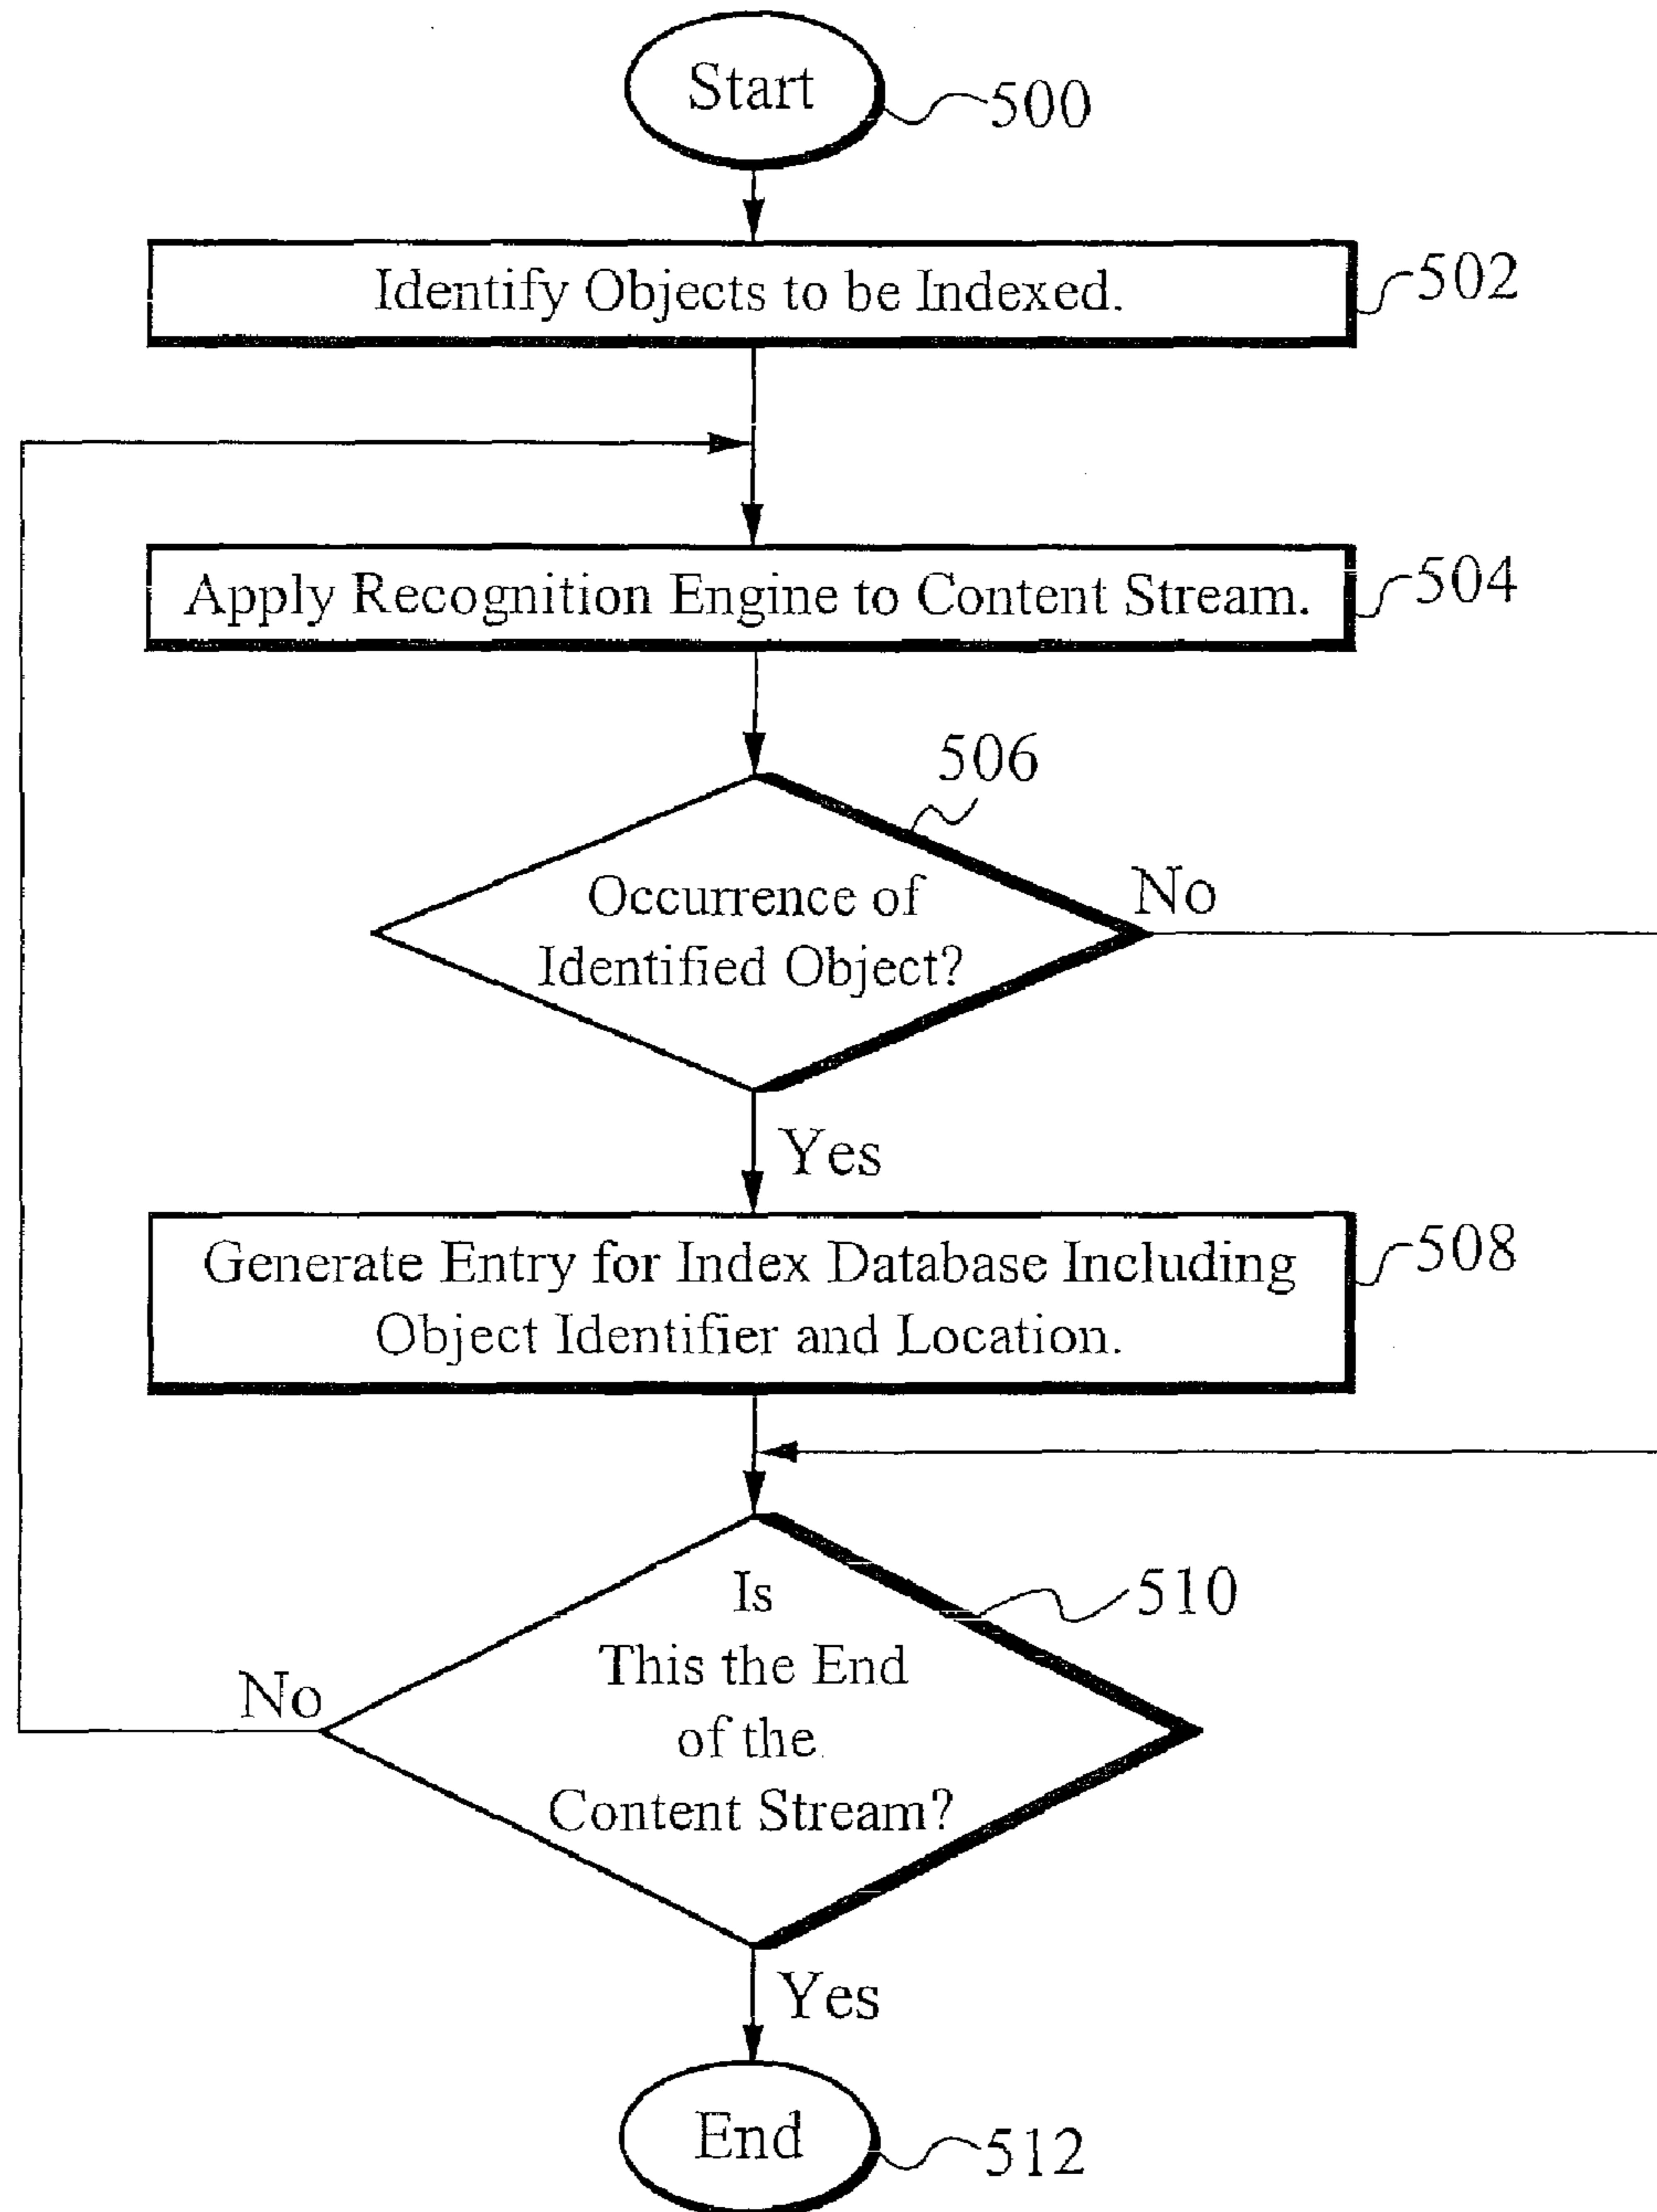 Start
500
Identify Objects to be Indexed.
502
Apply Recognition Engine to Content Stream.
504
506
Occurrence of
Identified Object?
No
Yes
Generate Entry for Index Database Including
Object Identifier and Location.
508
Is
This the End
of the
Content Stream?
510
No
Yes
End
512